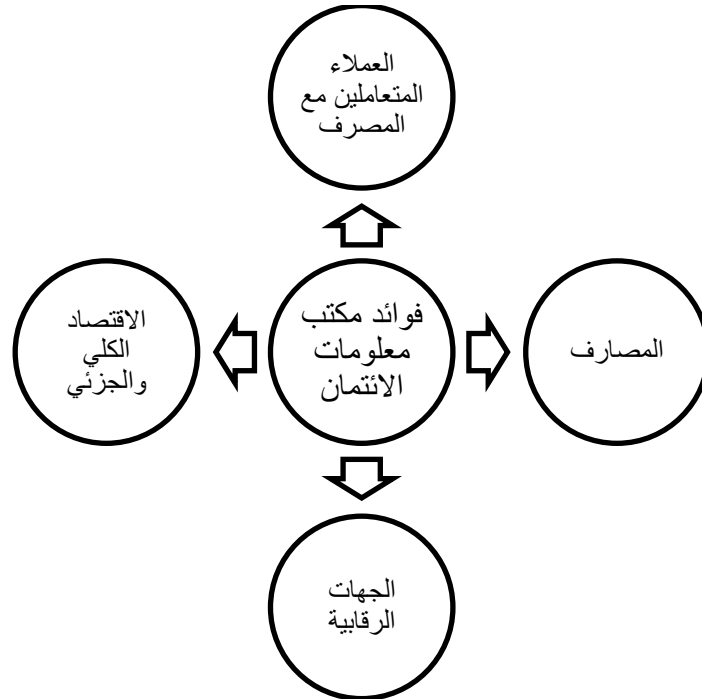 العملاء
المتعاملين مع
المصرف
فوائد مكتب
معلومات
الائتمان
المصارف
الاقتصاد
الكلي
والجزئي
الجهات
الرقابية